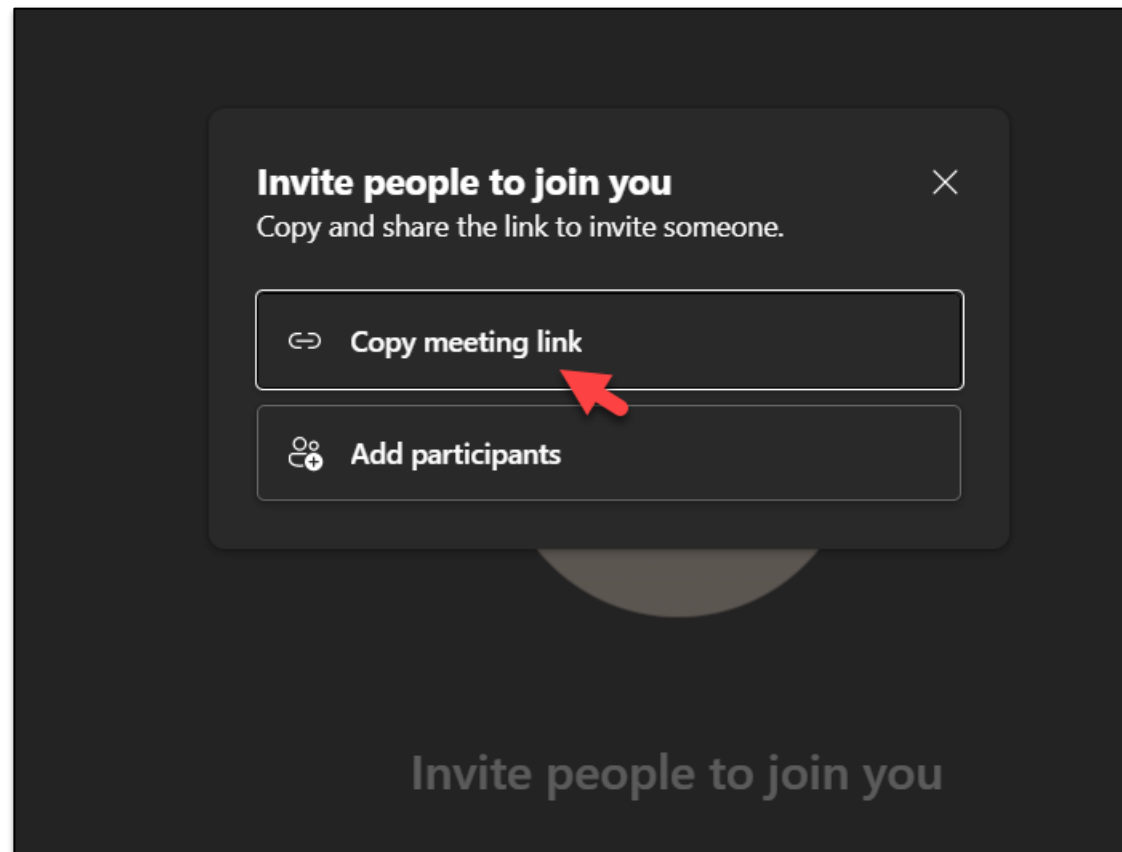 Invite people to join you
Copy and share the link to invite someone.
Copy meeting link
Add participants
Invite people to join you